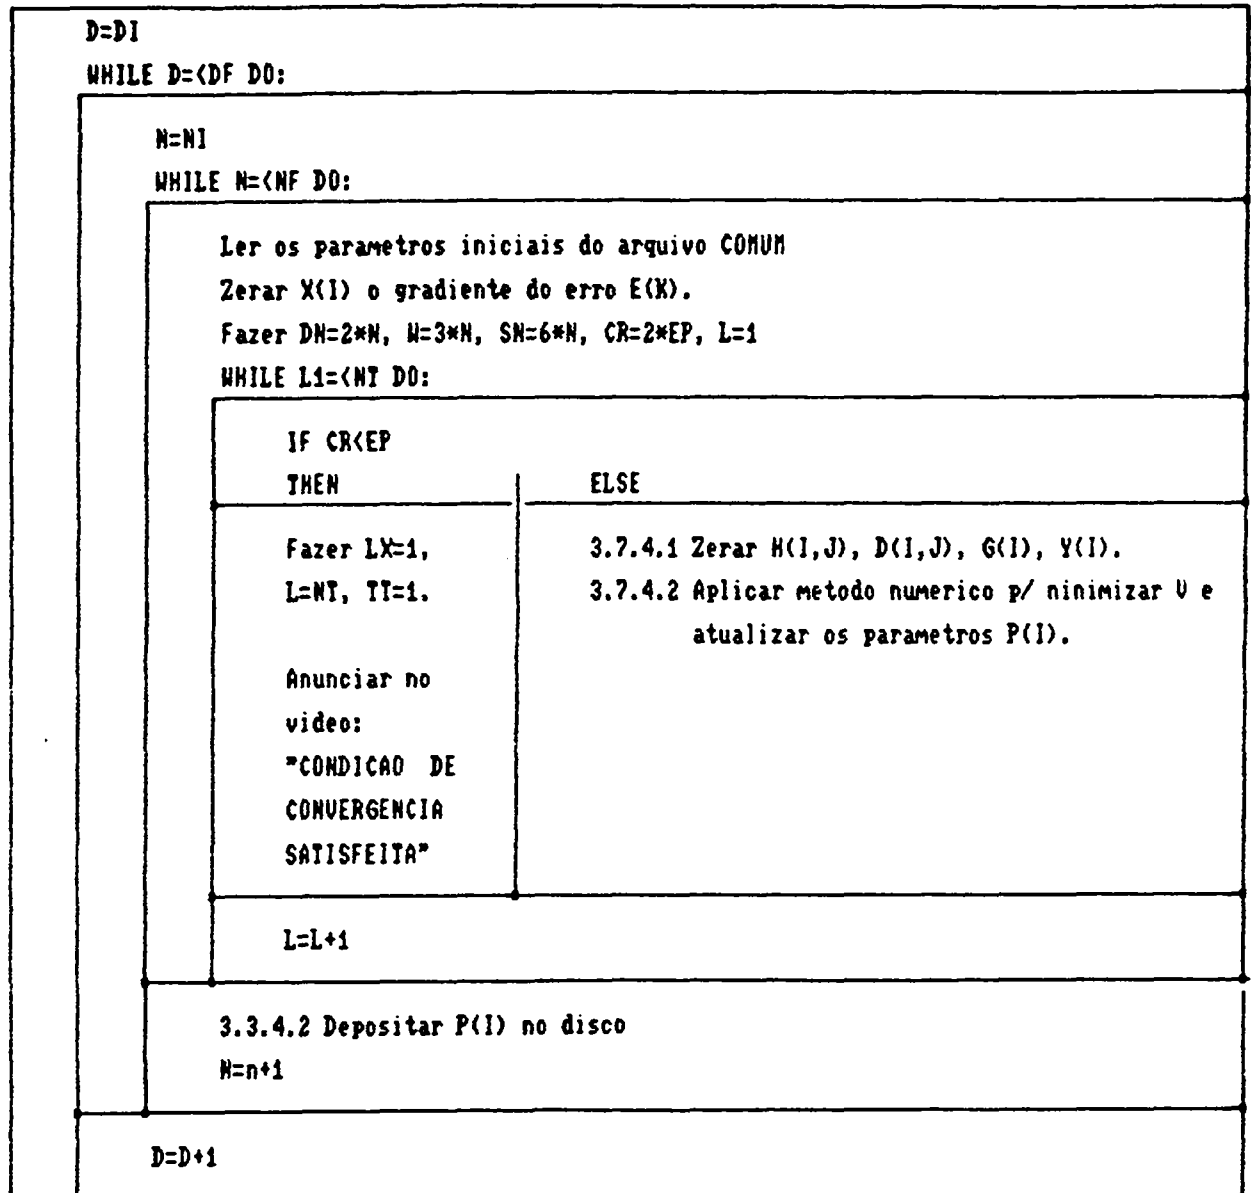 D=DI
WHILE D=<DF DO:
N=NI
WHILE N=<NF DO:
Ler os parametros iniciais do arquivo COMUM
Zerar X(I) o gradiente do erro E(K).
Fazer DN=2*N, W=3*N, SN=6*N, CR=2*EP, L=1
WHILE L1=<NT DO:
IF CR<EP
THEN ELSE
Fazer LX=1, 3.7.4.1 Zerar H(I,J), D(I,J), G(I), Y(I).
L=NT, TT=1. 3.7.4.2 Aplicar metodo numerico p/ ninimizar V e
atualizar os parametros P(I).
Anunciar no
video:
"CONDICAO DE
CONVERGENCIA
SATISFEITA"
L=L+1
3.3.4.2 Depositar P(I) no disco
N=n+1
D=D+1